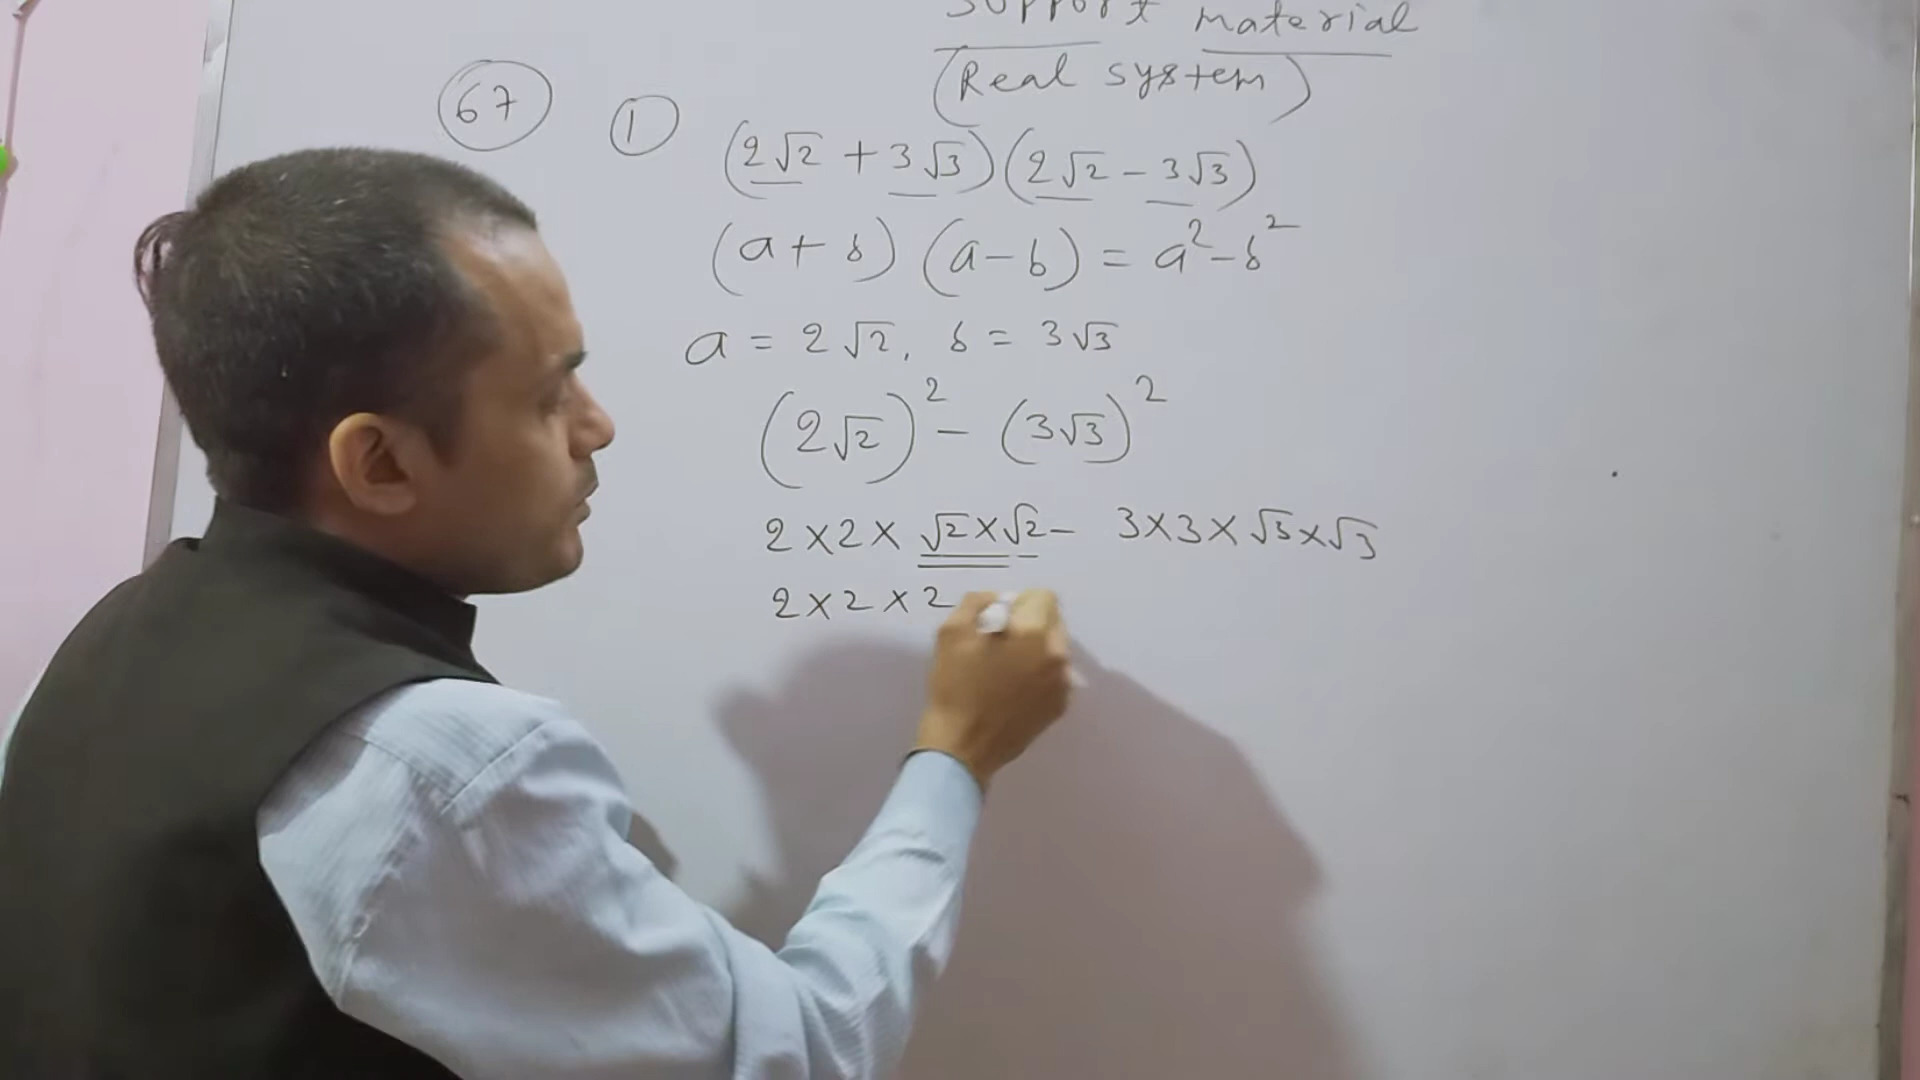 Support material
(Real system)
67 1 (2√2 + 3√3)(2√2 - 3√3)
(a + b) (a - b) = a² - b²
a = 2√2, b = 3√3
(2√2)² - (3√3)²
2 × 2 × √2 × √2 - 3 × 3 × √3 × √3
2 × 2 × 2